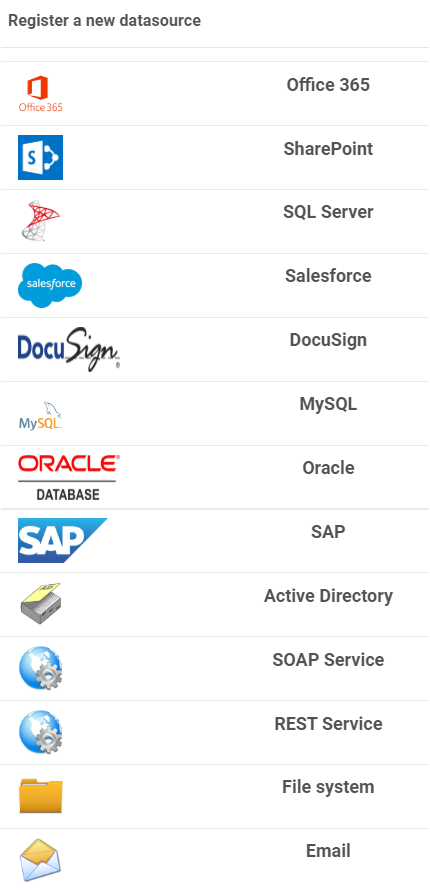 Register a new datasource
Office 365
Office 365
S
SharePoint
SQL Server
salesforce
Salesforce
DocuSign®
DocuSign
MySQL
MySQL
ORACLE®
DATABASE
Oracle
SAP
SAP
Active Directory
SOAP Service
REST Service
File system
Email